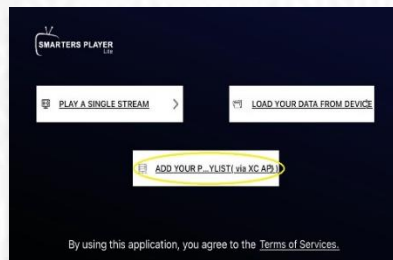 SMARTERS PLAYER
Lite
PLAY A SINGLE STREAM
LOAD YOUR DATA FROM DEVICE
ADD YOUR P...YLIST( via XC API)
By using this application, you agree to the Terms of Services.